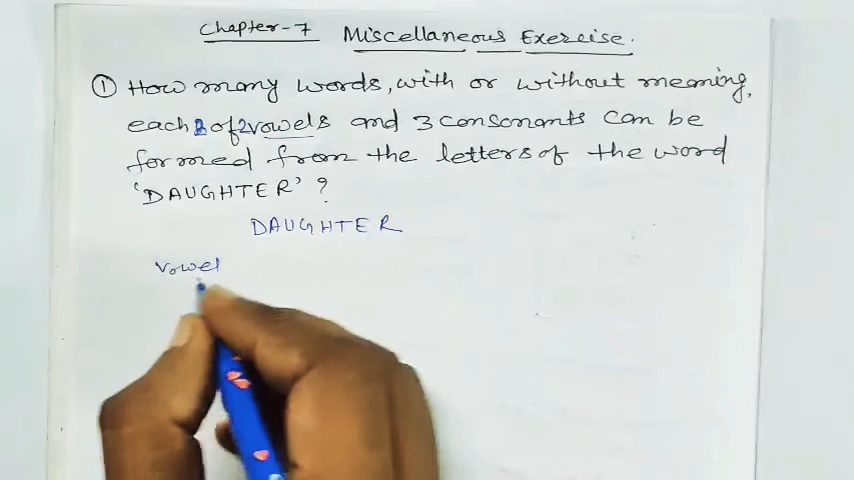 Chapter-7 Miscellaneous Exercise.
① How many words, with or without meaning,
each of 2 vowels and 3 consonants can be
formed from the letters of the word
'DAUGHTER' ?
DAUGHTER
vowel